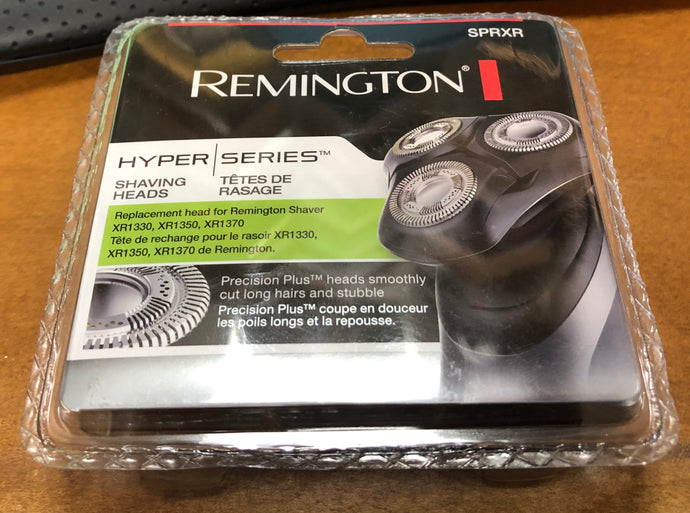 SPRXR
REMINGTON®
HYPER SERIES™
SHAVING HEADS
TÊTES DE RASAGE
Replacement head for Remington Shaver
XR1330, XR1350, XR1370
Tête de rechange pour le rasoir XR1330,
XR1350, XR1370 de Remington.
Precision Plus™ heads smoothly
cut long hairs and stubble
Precision Plus™ coupe en douceur
les poils longs et la repousse.